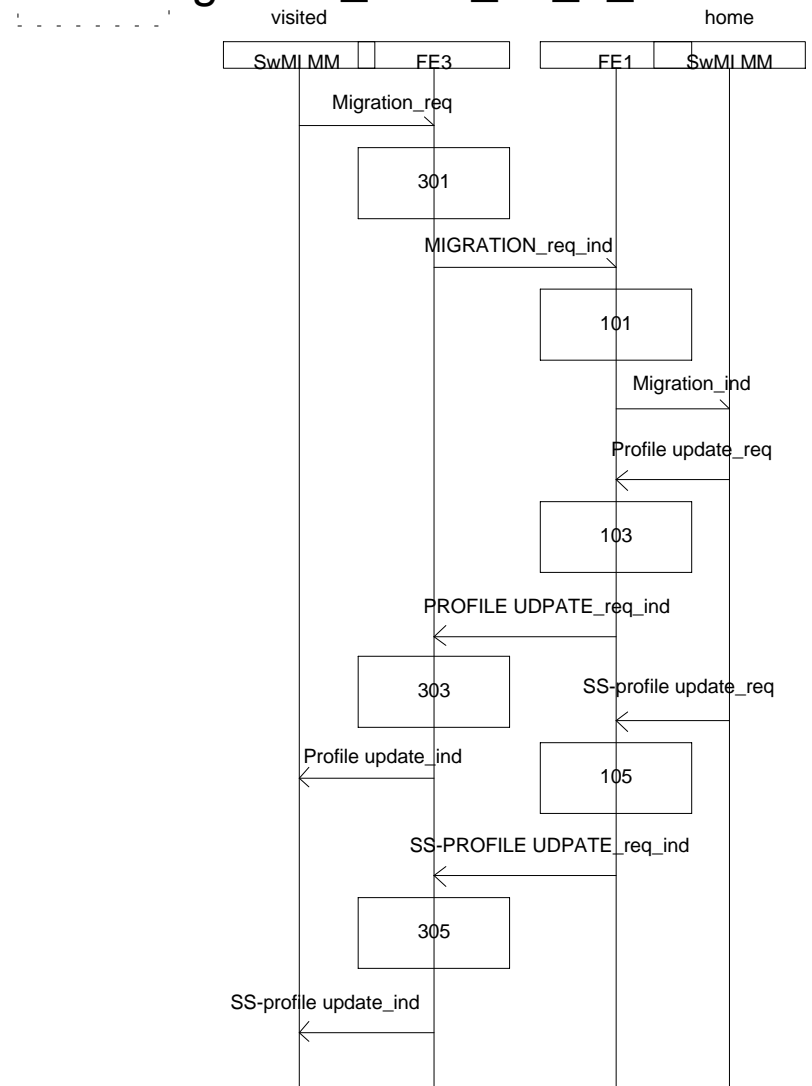 visited home
SwMI MM FE3 FE1 SwMI MM
Migration_req
301
MIGRATION_req_ind
101
Migration_ind
Profile update_req
103
PROFILE UDPATE_req_ind
303 SS-profile update_req
Profile update_ind 105
SS-PROFILE UDPATE_req_ind
305
SS-profile update_ind